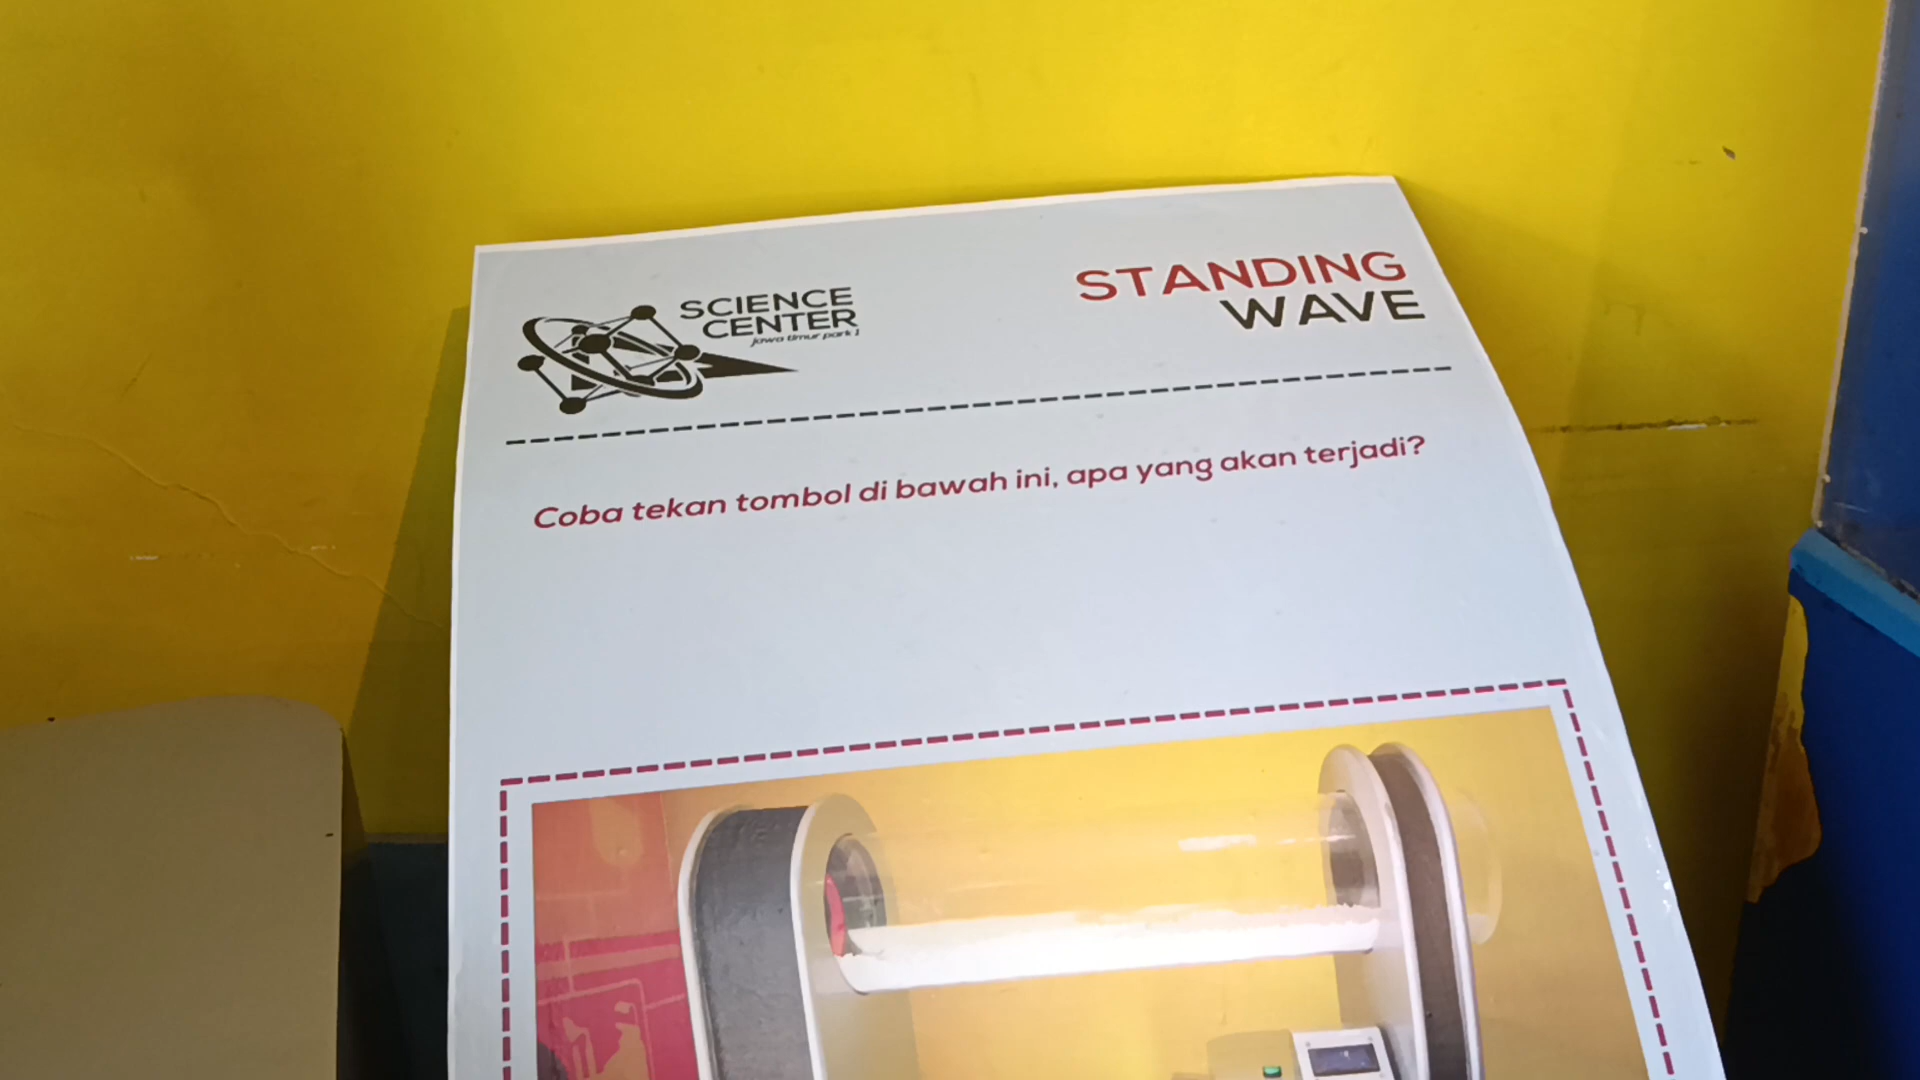 SCIENCE
CENTER
jawa timur park 1
STANDING
WAVE
Coba tekan tombol di bawah ini, apa yang akan terjadi?